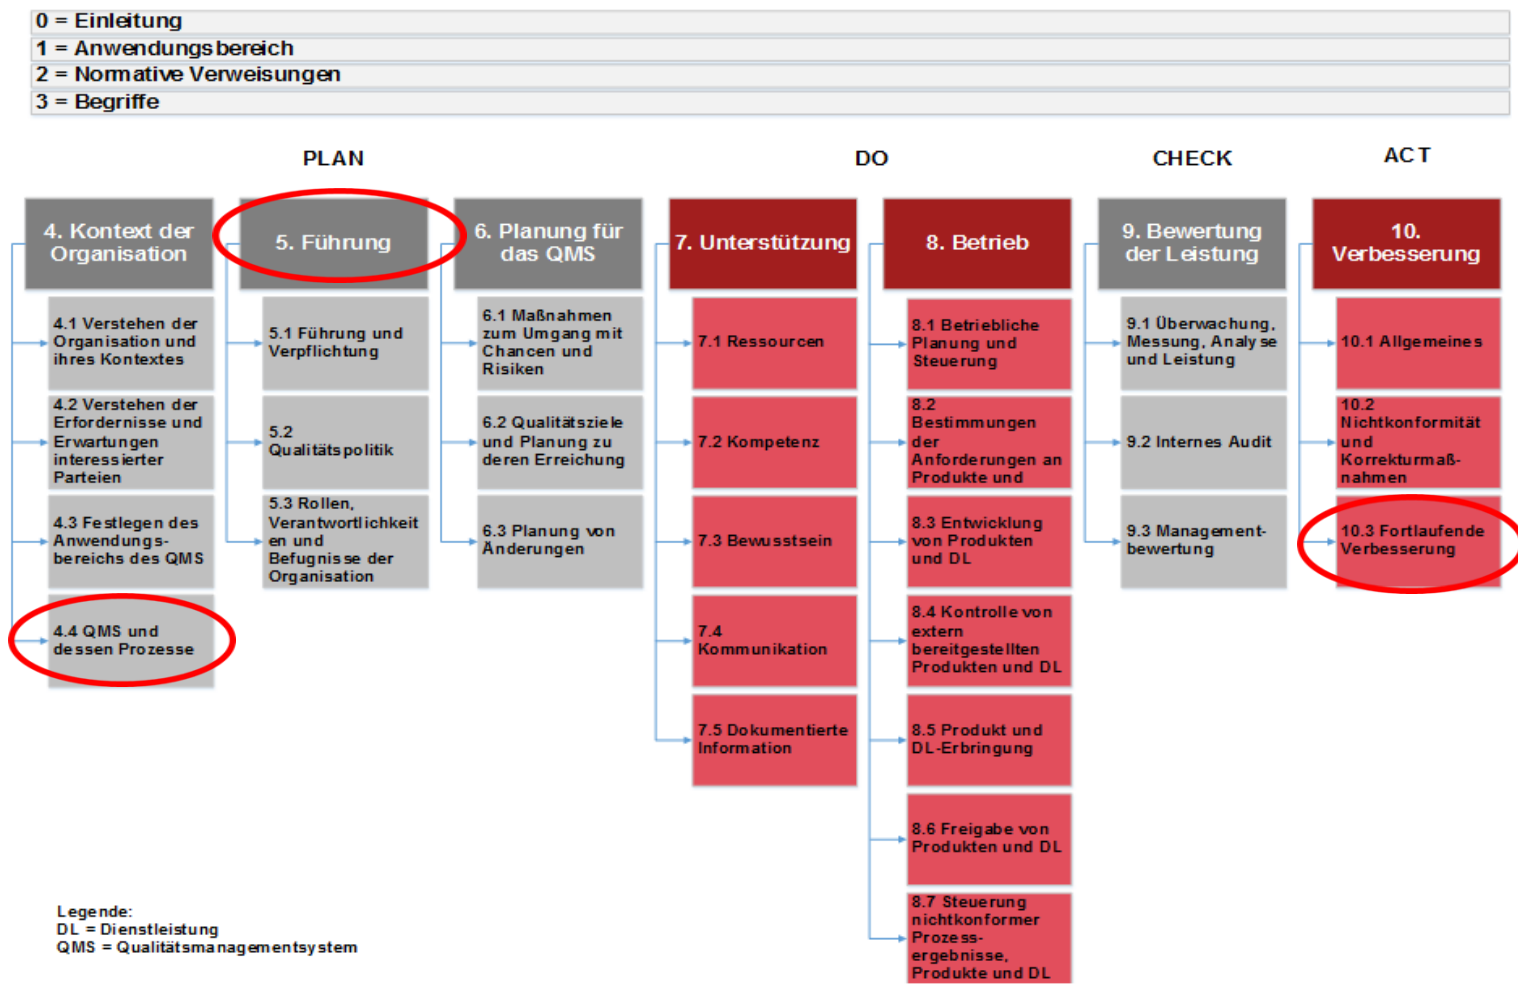 0 = Einleitung
1 = Anwendungsbereich
2 = Normative Verweisungen
3 = Begriffe
PLAN
DO
CHECK
ACT
4. Kontext der
Organisation
4.1 Verstehen der
Organisation und
ihres Kontextes
4.2 Verstehen der
Erfordernisse und
Erwartungen
interessierter
Parteien
4.3 Festlegen des
Anwendungs-
bereichs des QMS
4.4 QMS und
dessen Prozesse
5. Führung
5.1 Führung und
Verpflichtung
5.2
Qualitätspolitik
5.3 Rollen,
Verantwortlichkeit
en und
Befugnisse der
Organisation
6. Planung für
das QMS
6.1 Maßnahmen
zum Umgang mit
Chancen und
Risiken
6.2 Qualitätsziele
und Planung zu
deren Erreichung
6.3 Planung von
Änderungen
7. Unterstützung
7.1 Ressourcen
7.2 Kompetenz
7.3 Bewusstsein
7.4
Kommunikation
7.5 Dokumentierte
Information
8. Betrieb
8.1 Betriebliche
Planung und
Steuerung
8.2
Bestimmungen
der
Anforderungen an
Produkte und
8.3 Entwicklung
von Produkten
und DL
8.4 Kontrolle von
extern
bereitgestellten
Produkten und DL
8.5 Produkt und
DL-Erbringung
8.6 Freigabe von
Produkten und DL
8.7 Steuerung
nichtkonformer
Prozess-
ergebnisse,
Produkte und DL
9. Bewertung
der Leistung
9.1 Überwachung,
Messung, Analyse
und Leistung
9.2 Internes Audit
9.3 Management-
bewertung
10.
Verbesserung
10.1 Allgemeines
10.2
Nichtkonformität
und
Korrekturmaß-
nahmen
10.3 Fortlaufende
Verbesserung
Legende:
DL = Dienstleistung
QMS = Qualitätsmanagementsystem